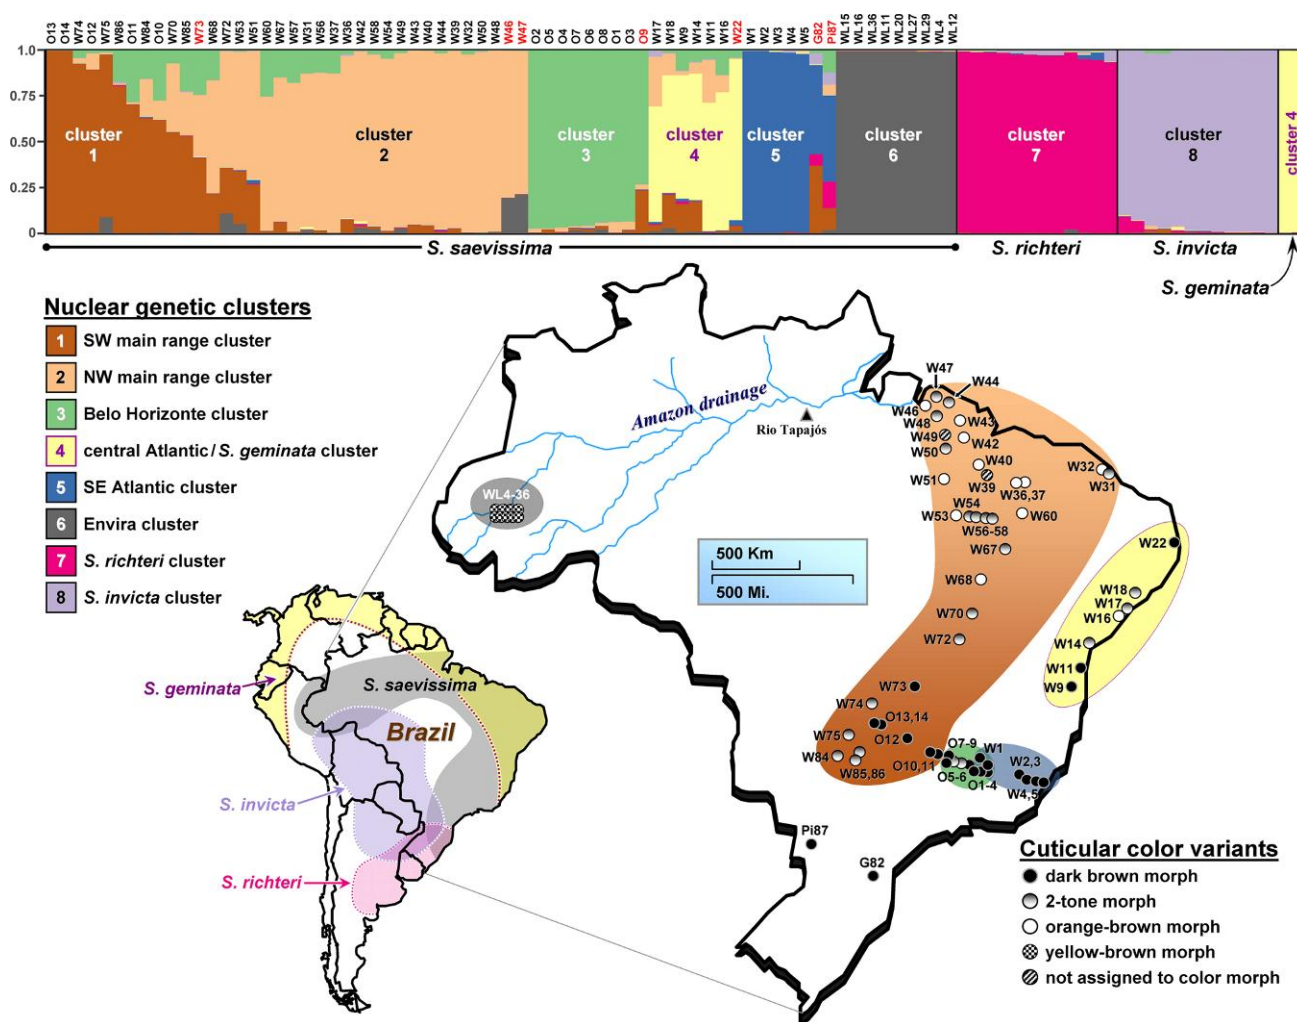 O13 O14 W74 O12 W75 W86 O11 W84 O10 W70 W85 W73 W68 W72 W53 W51 W60 W67 W57 W31 W56 W37 W36 W42 W58 W54 W49 W43 W40 W44 W39 W32 W50 W48 W46 W47 O2 O5 O4 O7 O6 O8 O1 O3 O9 W17 W18 W9 W14 W11 W16 W22 W1 W2 W3 W4 W5 G82 Pi87 WL15 WL16 WL36 WL11 WL20 WL27 WL29 WL4 WL12
1.0
0.75
0.50
0.25
0
cluster 1
cluster 2
cluster 3
cluster 4
cluster 5
cluster 6
cluster 7
cluster 8
cluster 4
S. saevissima
S. richteri
S. invicta
S. geminata
Nuclear genetic clusters
1 SW main range cluster
2 NW main range cluster
3 Belo Horizonte cluster
4 central Atlantic/S. geminata cluster
5 SE Atlantic cluster
6 Envira cluster
7 S. richteri cluster
8 S. invicta cluster
Amazon drainage
Rio Tapajós
WL4-36
500 Km
500 Mi.
W47
W44
W46
W48
W43
W49
W42
W50
W40
W51
W39
W32
W31
W36,37
W54
W53
W60
W56-58
W67
W22
W68
W18
W17
W16
W70
W72
W14
W11
W73
W9
W74
O13,14
W75
O12
O7-9
W1
W84
O10,11
W2,3
W85,86
O5-6
O1-4
W4,5
Pi87
G82
S. geminata
S. saevissima
Brazil
S. invicta
S. richteri
Cuticular color variants
dark brown morph
2-tone morph
orange-brown morph
yellow-brown morph
not assigned to color morph